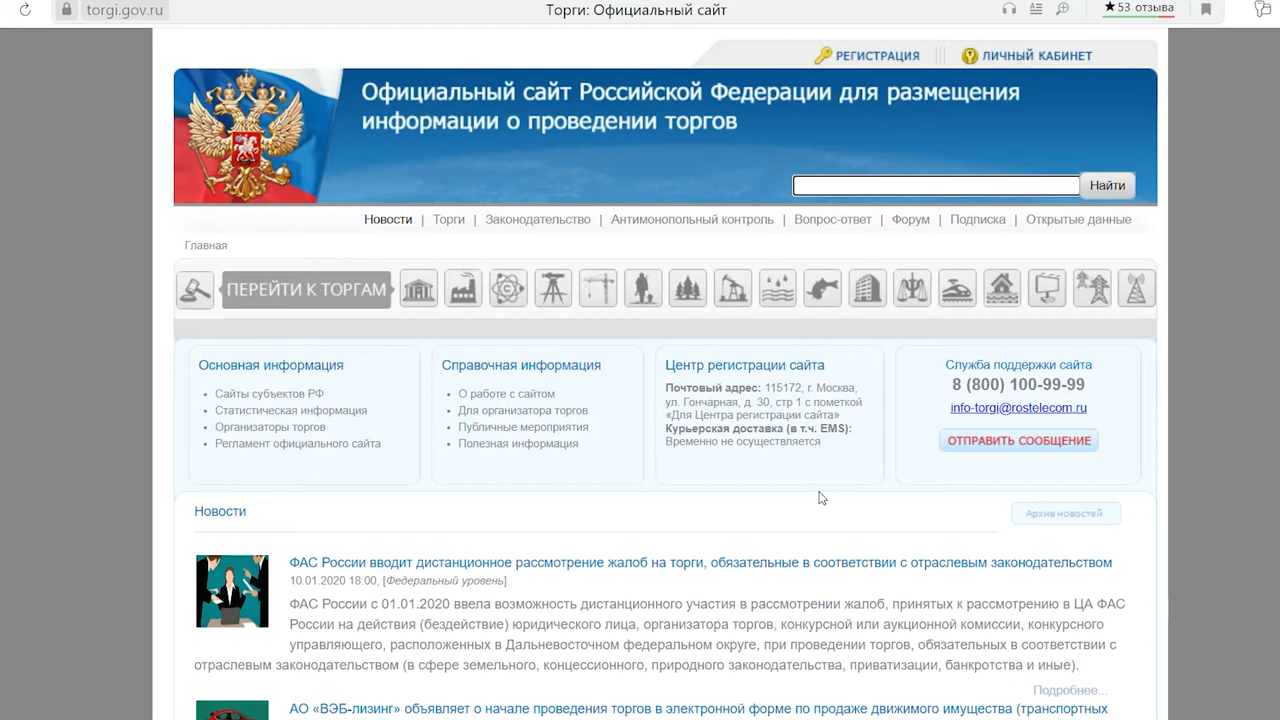 torgi.gov.ru
Торги: Официальный сайт
★53 отзыва
РЕГИСТРАЦИЯ
ЛИЧНЫЙ КАБИНЕТ
Официальный сайт Российской Федерации для размещения
информации о проведении торгов
Найти
Новости | Торги | Законодательство | Антимонопольный контроль | Вопрос-ответ | Форум | Подписка | Открытые данные
Главная
ПЕРЕЙТИ К ТОРГАМ
Основная информация
• Сайты субъектов РФ
• Статистическая информация
• Организаторы торгов
• Регламент официального сайта
Справочная информация
• О работе с сайтом
• Для организатора торгов
• Публичные мероприятия
• Полезная информация
Центр регистрации сайта
Почтовый адрес: 115172, г. Москва,
ул. Гончарная, д. 30, стр 1 с пометкой
«Для Центра регистрации сайта»
Курьерская доставка (в т.ч. EMS):
Временно не осуществляется
Служба поддержки сайта
8 (800) 100-99-99
info-torgi@rostelecom.ru
ОТПРАВИТЬ СООБЩЕНИЕ
Новости
Архив новостей
ФАС России вводит дистанционное рассмотрение жалоб на торги, обязательные в соответствии с отраслевым законодательством
10.01.2020 18:00, [Федеральный уровень]
ФАС России с 01.01.2020 ввела возможность дистанционного участия в рассмотрении жалоб, принятых к рассмотрению в ЦА ФАС
России на действия (бездействие) юридического лица, организатора торгов, конкурсной или аукционной комиссии, конкурсного
управляющего, расположенных в Дальневосточном федеральном округе, при проведении торгов, обязательных в соответствии с
отраслевым законодательством (в сфере земельного, концессионного, природного законодательства, приватизации, банкротства и иные).
Подробнее...
АО «ВЭБ-лизинг» объявляет о начале проведения торгов в электронной форме по продаже движимого имущества (транспортных